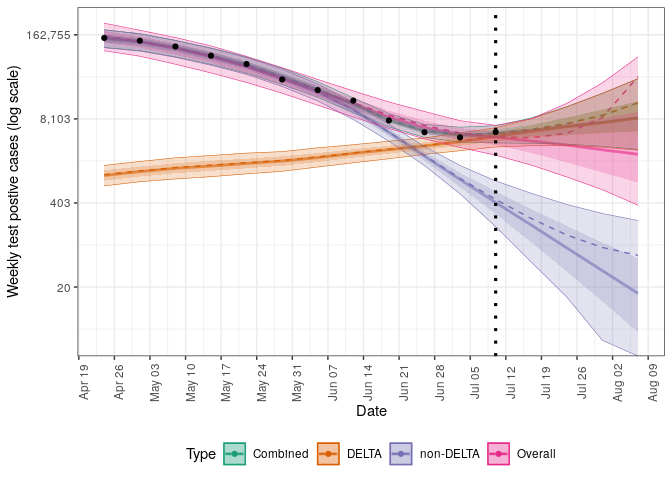 Weekly test postive cases (log scale)
162,755
8,103
403
20
Apr 19
Apr 26
May 03
May 10
May 17
May 24
May 31
Jun 07
Jun 14
Jun 21
Jun 28
Jul 05
Jul 12
Jul 19
Jul 26
Aug 02
Aug 09
Date
Type Combined DELTA non-DELTA Overall